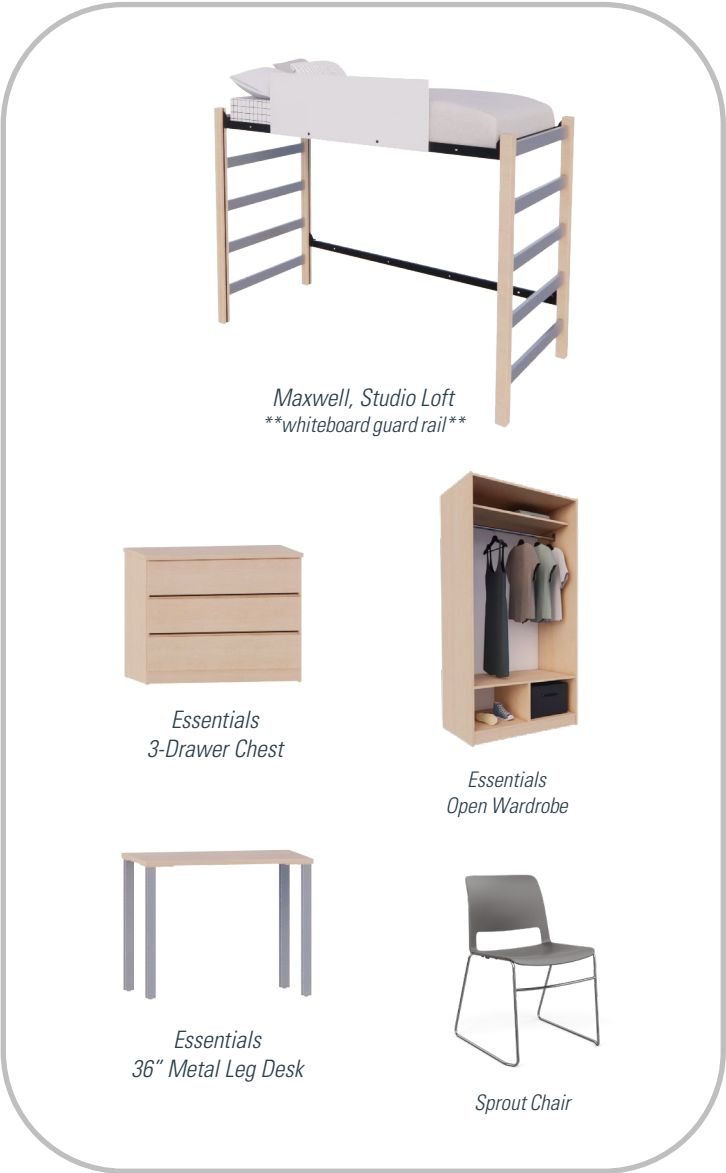 Maxwell, Studio Loft
**whiteboard guard rail**
Essentials
3-Drawer Chest
Essentials
Open Wardrobe
Essentials
36” Metal Leg Desk
Sprout Chair